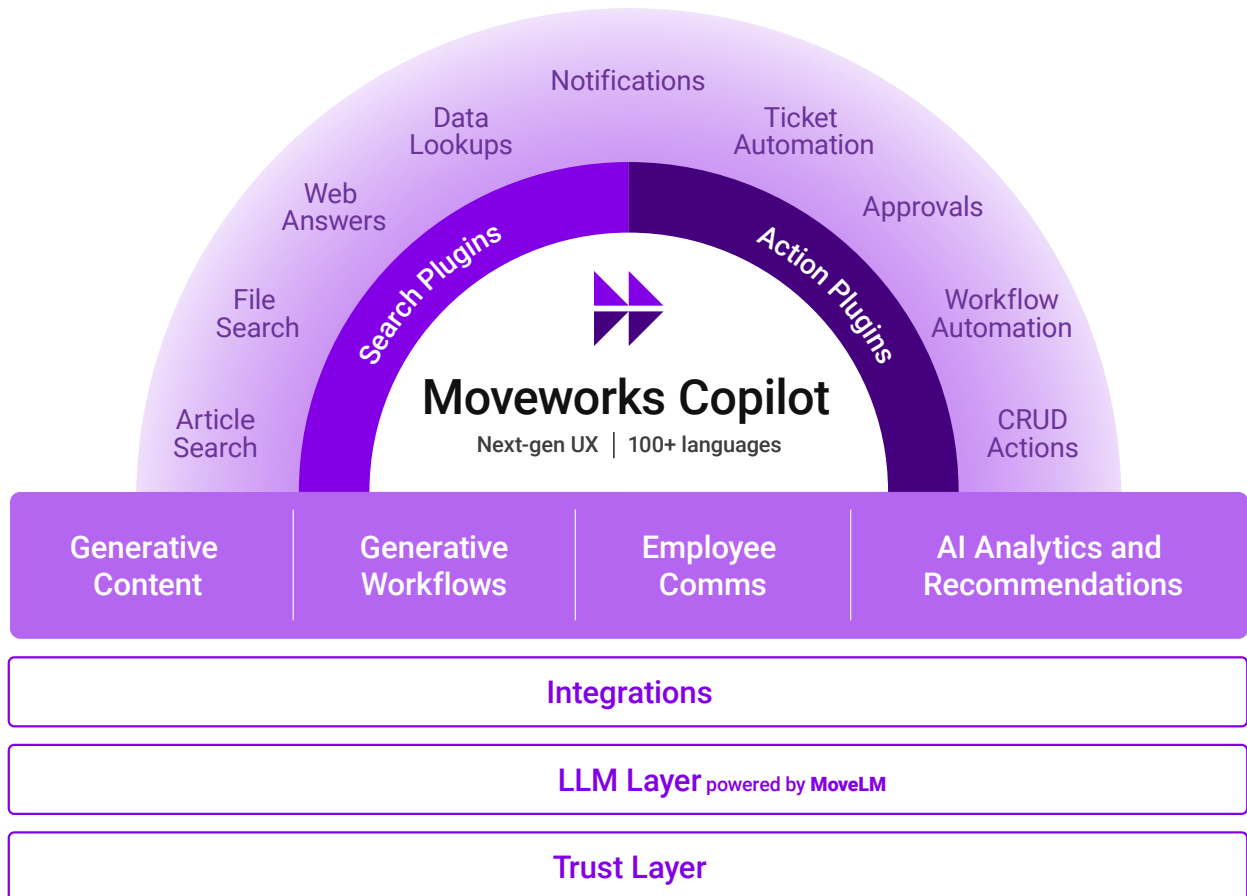 Notifications
Data
Lookups
Ticket
Automation
Web
Answers
Approvals
File
Search
Workflow
Automation
Article
Search
CRUD
Actions
Search Plugins
Action Plugins
Moveworks Copilot
Next-gen UX | 100+ languages
Generative
Content
Generative
Workflows
Employee
Comms
AI Analytics and
Recommendations
Integrations
LLM Layer powered by MoveLM
Trust Layer